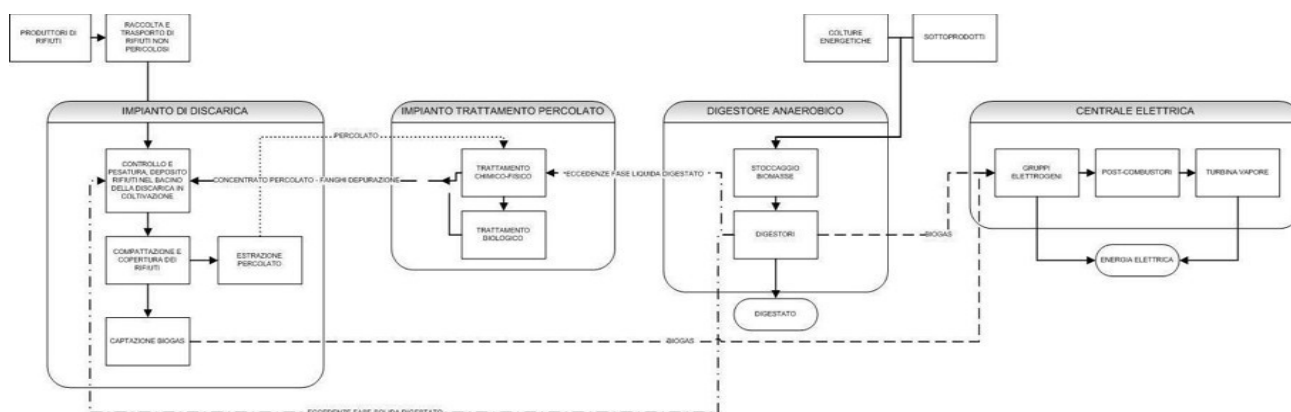 PRODUTTORI DI
RIFIUTI
RACCOLTA E
TRASPORTO DI
RIFIUTI NON
PERICOLOSI
COLTURE
ENERGETICHE
SOTTOPRODOTTI
IMPIANTO DI DISCARICA
IMPIANTO TRATTAMENTO PERCOLATO
DIGESTORE ANAEROBICO
CENTRALE ELETTRICA
PERCOLATO
CONTROLLO E
PESATURA, DEPOSITO
RIFIUTI NEL BACINO
DELLA DISCARICA IN
COLTIVAZIONE
CONCENTRATO PERCOLATO - FANGHI DEPURAZIONE
TRATTAMENTO
CHIMICO-FISICO
ECCEDENZE FASE LIQUIDA DIGESTATO
STOCCAGGIO
BIOMASSE
GRUPPI
ELETTROGENI
POST-COMBUSTORI
TURBINA VAPORE
COMPATTAZIONE E
COPERTURA DEI
RIFIUTI
ESTRAZIONE
PERCOLATO
TRATTAMENTO
BIOLOGICO
DIGESTORI
BIOGAS
ENERGIA ELETTRICA
DIGESTATO
CAPTAZIONE BIOGAS
BIOGAS
ECCEDENZE FASE SOLIDA DIGESTATO